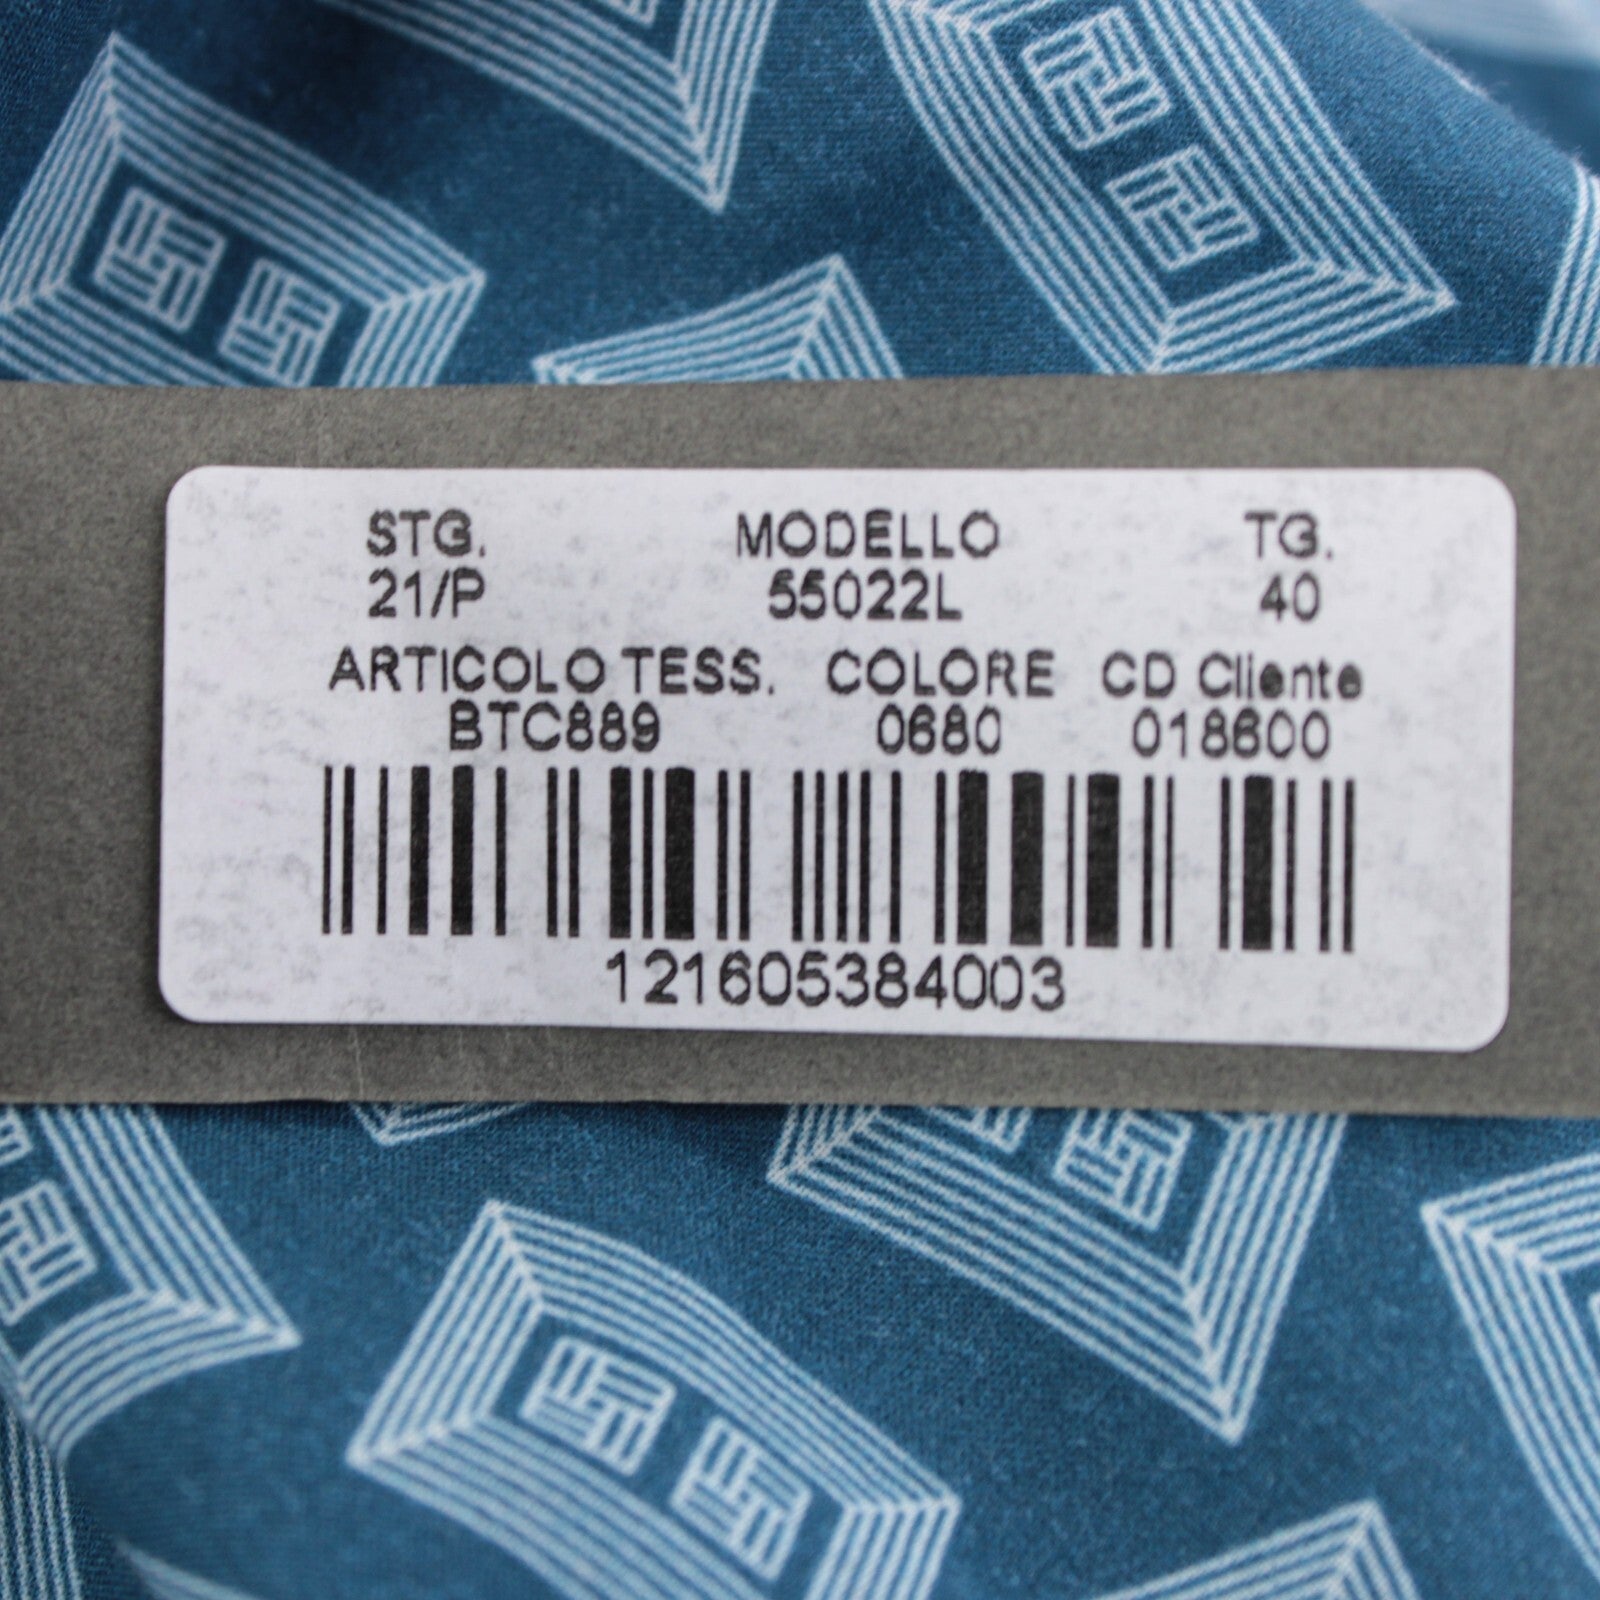 STG. MODELLO TG.
21/P 55022L 40
ARTICOLO TESS. COLORE CD Cliente
BTC889 0680 018600
121605384003